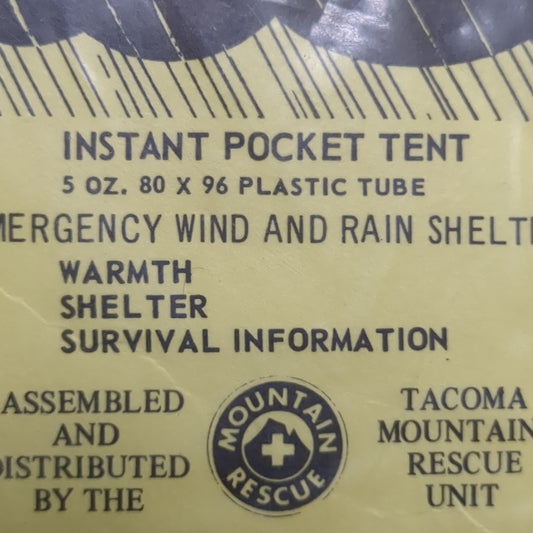 INSTANT POCKET TENT
5 OZ. 80 X 96 PLASTIC TUBE
MERGENCY WIND AND RAIN SHELT
WARMTH
SHELTER
SURVIVAL INFORMATION
ASSEMBLED
AND
DISTRIBUTED
BY THE
MOUNTAIN
RESCUE
TACOMA
MOUNTAIN
RESCUE
UNIT